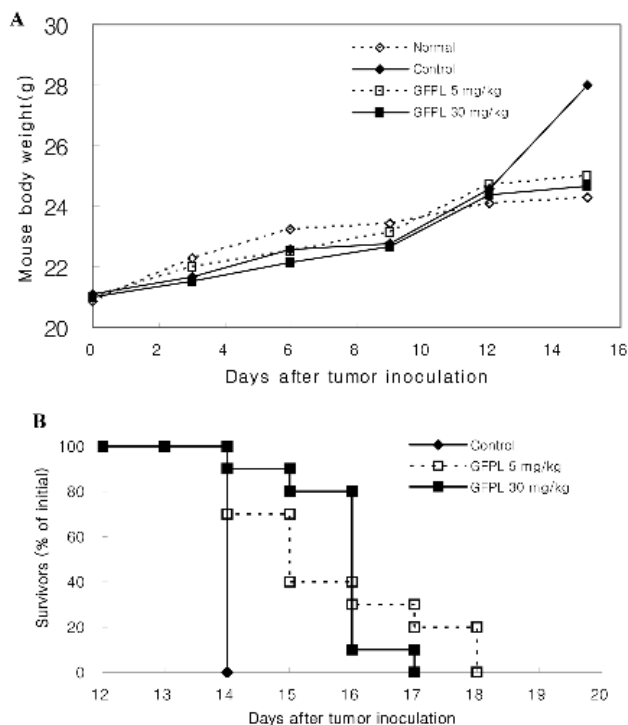 A
30
28
26
24
22
20
Mouse body weight(g)
Normal
Control
GFPL 5 mg/kg
GFPL 30 mg/kg
0 2 4 6 8 10 12 14 16
Days after tumor inoculation
B
100
80
60
40
20
0
Survivors (% of initial)
Control
GFPL 5 mg/kg
GFPL 30 mg/kg
12 13 14 15 16 17 18 19 20
Days after tumor inoculation